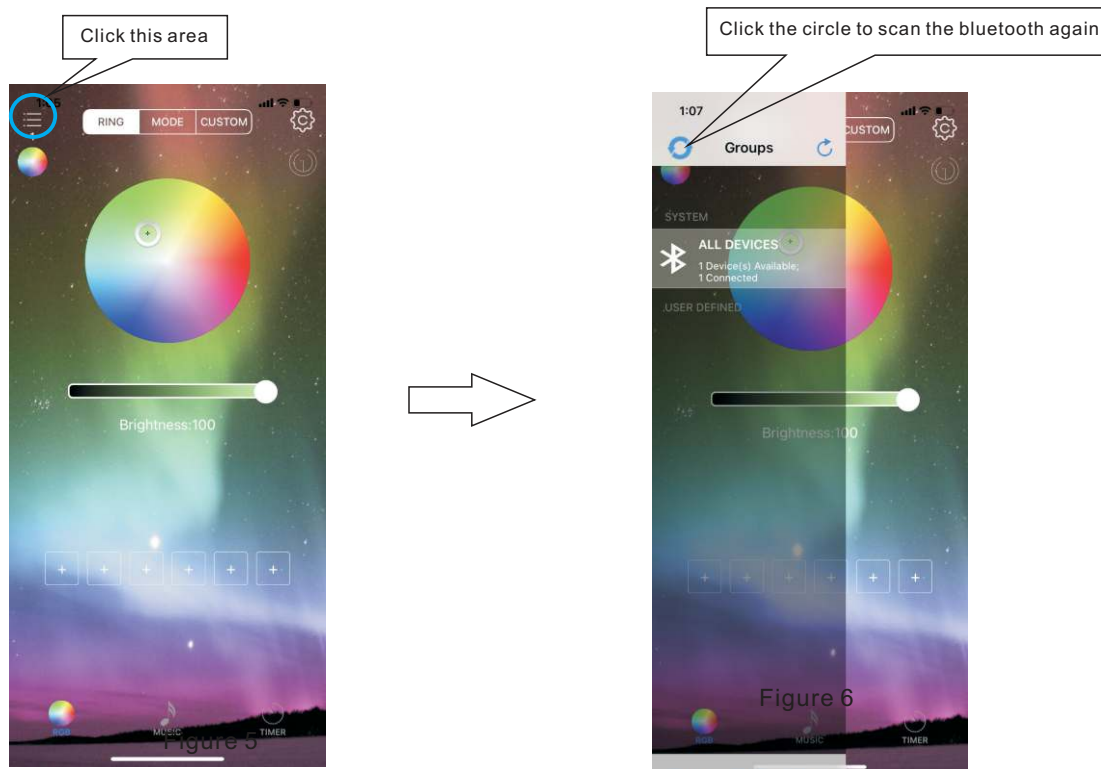 Click this area
Click the circle to scan the bluetooth again
RING MODE CUSTOM
Brightness:100
+ + + + + +
RGB MUSIC TIMER
Figure 5
1:07
Groups
CUSTOM
SYSTEM
ALL DEVICES
1 Device(s) Available;
1 Connected
USER DEFINED
Brightness:100
+ + + + + +
Figure 6
RGB MUSIC TIMER